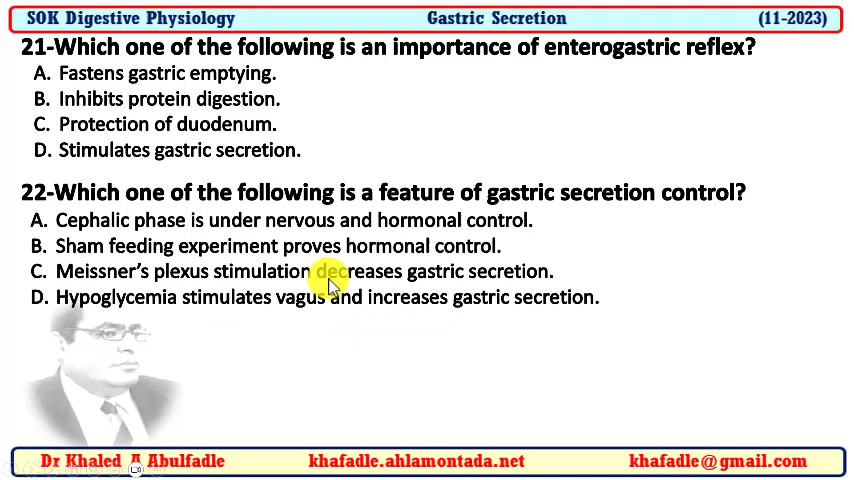 SOK Digestive Physiology Gastric Secretion (11-2023)
21-Which one of the following is an importance of enterogastric reflex?
A. Fastens gastric emptying.
B. Inhibits protein digestion.
C. Protection of duodenum.
D. Stimulates gastric secretion.
22-Which one of the following is a feature of gastric secretion control?
A. Cephalic phase is under nervous and hormonal control.
B. Sham feeding experiment proves hormonal control.
C. Meissner's plexus stimulation decreases gastric secretion.
D. Hypoglycemia stimulates vagus and increases gastric secretion.
Dr Khaled A Abulfadle khafadle.ahlamontada.net khafadle@gmail.com